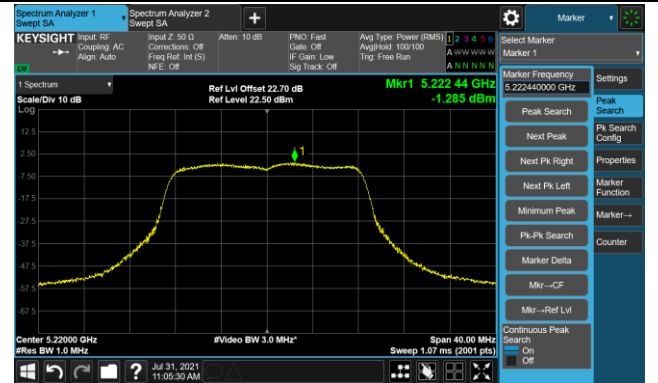 Spectrum Analyzer 1
Swept SA
Spectrum Analyzer 2
Swept SA
+
Marker
KEYSIGHT
Input: RF
Coupling: AC
Align: Auto
Input Z: 50 Ω
Corrections: Off
Freq Ref: Int (S)
NFE: Off
Atten: 10 dB
PNO: Fast
Gate: Off
IF Gain: Low
Sig Track: Off
Avg Type: Power (RMS)
Avg|Hold: 100/100
Trig: Free Run
1 2 3 4 5 6
A W W W W W
A N N N N N
Select Marker
Marker 1
1 Spectrum
Scale/Div 10 dB
Ref Lvl Offset 22.70 dB
Ref Level 22.50 dBm
Mkr1 5.222 44 GHz
-1.285 dBm
Log
12.5
2.50
-7.50
-17.5
-27.5
-37.5
-47.5
-57.5
-67.5
1
Center 5.22000 GHz
#Res BW 1.0 MHz
#Video BW 3.0 MHz*
Span 40.00 MHz
Sweep 1.07 ms (2001 pts)
Marker Frequency
5.222440000 GHz
Peak Search
Next Peak
Next Pk Right
Next Pk Left
Minimum Peak
Pk-Pk Search
Marker Delta
Mkr→CF
Mkr→Ref Lvl
Continuous Peak
Search
On
Off
Settings
Peak
Search
Pk Search
Config
Properties
Marker
Function
Marker→
Counter
?
Jul 31, 2021
11:05:30 AM